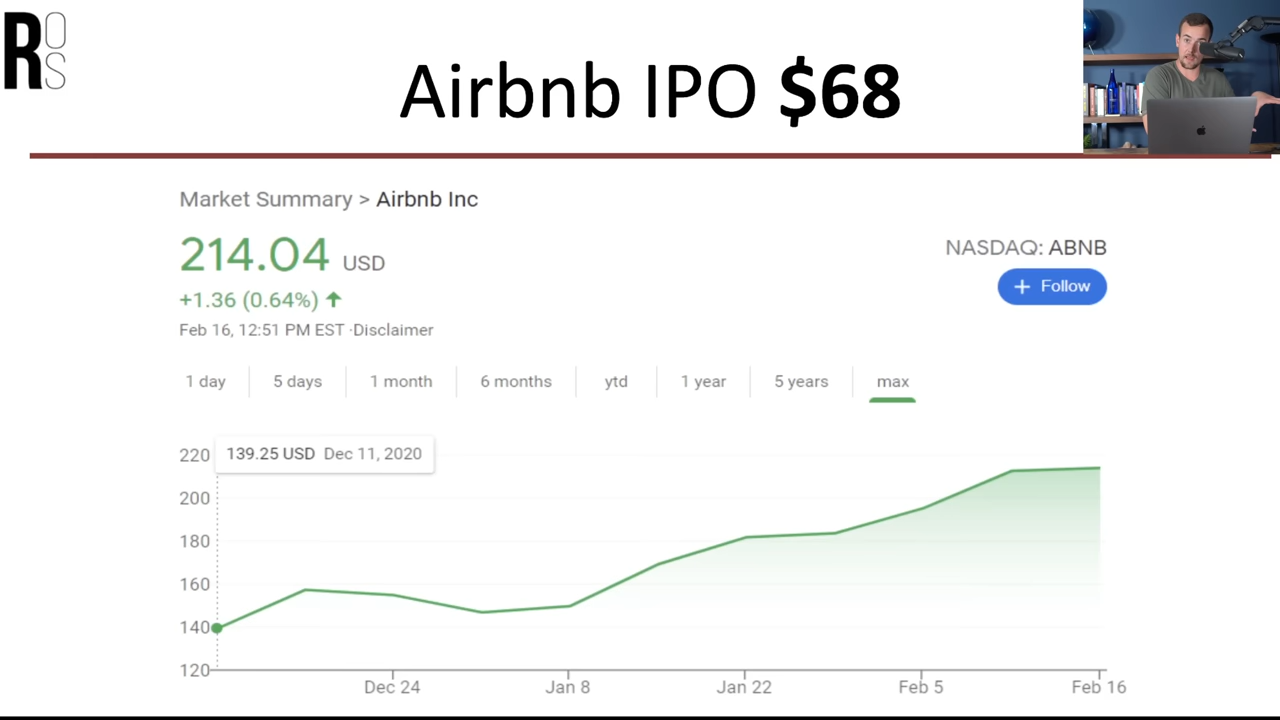 ROS
Airbnb IPO $68
Market Summary > Airbnb Inc
214.04 USD
NASDAQ: ABNB
+ Follow
+1.36 (0.64%) ↑
Feb 16, 12:51 PM EST ·Disclaimer
1 day 5 days 1 month 6 months ytd 1 year 5 years max
139.25 USD Dec 11, 2020
220
200
180
160
140
120
Dec 24 Jan 8 Jan 22 Feb 5 Feb 16